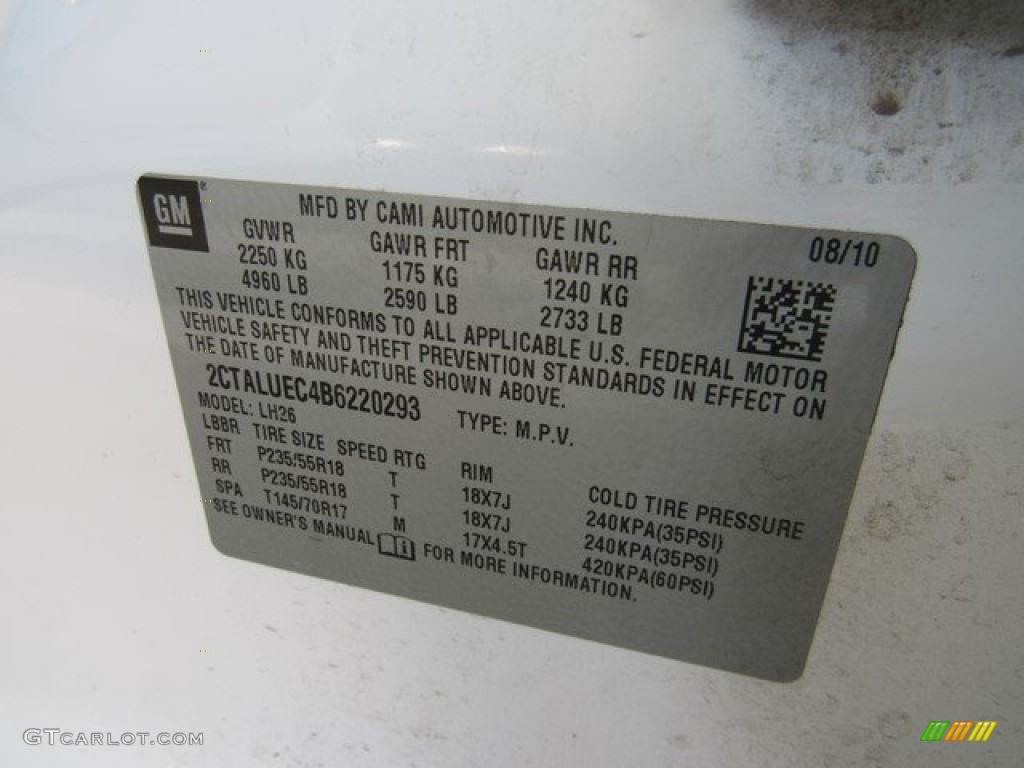 GM ®
MFD BY CAMI AUTOMOTIVE INC. 08/10
GVWR GAWR FRT GAWR RR
2250 KG 1175 KG 1240 KG
4960 LB 2590 LB 2733 LB
THIS VEHICLE CONFORMS TO ALL APPLICABLE U.S. FEDERAL MOTOR
VEHICLE SAFETY AND THEFT PREVENTION STANDARDS IN EFFECT ON
THE DATE OF MANUFACTURE SHOWN ABOVE.
2CTALUEC4B6220293 TYPE: M.P.V.
MODEL: LH26
LBBR TIRE SIZE SPEED RTG RIM COLD TIRE PRESSURE
FRT P235/55R18 T 18X7J 240KPA(35PSI)
RR P235/55R18 T 18X7J 240KPA(35PSI)
SPA T145/70R17 M 17X4.5T 420KPA(60PSI)
SEE OWNER'S MANUAL FOR MORE INFORMATION.
GTCARLOT.COM